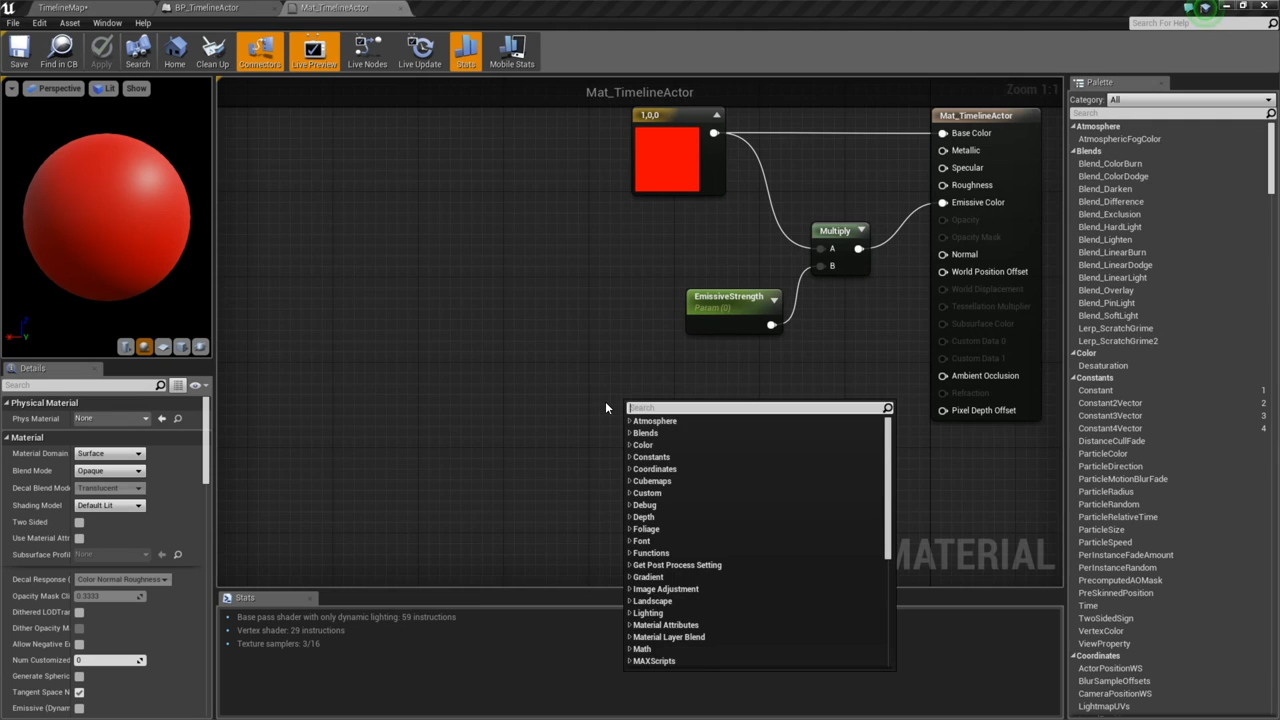 TimelineMap*
BP_TimelineActor
Mat_TimelineActor
File Edit Asset Window Help
Search For Help
Save
Find in CB
Apply
Search
Home
Clean Up
Connectors
Live Preview
Live Nodes
Live Update
Stats
Mobile Stats
Perspective
Lit
Show
Mat_TimelineActor
Zoom 1:1
1,0,0
Multiply
A
B
EmissiveStrength
Param (0)
Mat_TimelineActor
Base Color
Metallic
Specular
Roughness
Emissive Color
Opacity
Opacity Mask
Normal
World Position Offset
World Displacement
Tessellation Multiplier
Subsurface Color
Custom Data 0
Custom Data 1
Ambient Occlusion
Refraction
Pixel Depth Offset
MATERIAL
Search
Atmosphere
Blends
Color
Constants
Coordinates
Cubemaps
Custom
Debug
Depth
Foliage
Font
Functions
Get Post Process Setting
Gradient
Image Adjustment
Landscape
Lighting
Material Attributes
Material Layer Blend
Math
MAXScripts
Details
Search
Physical Material
Phys Material None
Material
Material Domain Surface
Blend Mode Opaque
Decal Blend Mod Translucent
Shading Model Default Lit
Two Sided
Use Material Attr
Subsurface Profil None
Decal Response ( Color Normal Roughness
Opacity Mask Cli 0.3333
Dithered LODTran
Dither Opacity M
Allow Negative E
Num Customized 0
Generate Spheric
Tangent Space N
Emissive (Dynam
Stats
Base pass shader with only dynamic lighting: 59 instructions
Vertex shader: 29 instructions
Texture samplers: 3/16
Palette
Category: All
Search
Atmosphere
AtmosphericFogColor
Blends
Blend_ColorBurn
Blend_ColorDodge
Blend_Darken
Blend_Difference
Blend_Exclusion
Blend_HardLight
Blend_Lighten
Blend_LinearBurn
Blend_LinearDodge
Blend_LinearLight
Blend_Overlay
Blend_PinLight
Blend_Screen
Blend_SoftLight
Lerp_ScratchGrime
Lerp_ScratchGrime2
Color
Desaturation
Constants
Constant 1
Constant2Vector 2
Constant3Vector 3
Constant4Vector 4
DistanceCullFade
ParticleColor
ParticleDirection
ParticleMotionBlurFade
ParticleRadius
ParticleRandom
ParticleRelativeTime
ParticleSize
ParticleSpeed
PerInstanceFadeAmount
PerInstanceRandom
PrecomputedAOMask
PreSkinnedPosition
Time
TwoSidedSign
VertexColor
ViewProperty
Coordinates
ActorPositionWS
BlurSampleOffsets
CameraPositionWS
LightmapUVs